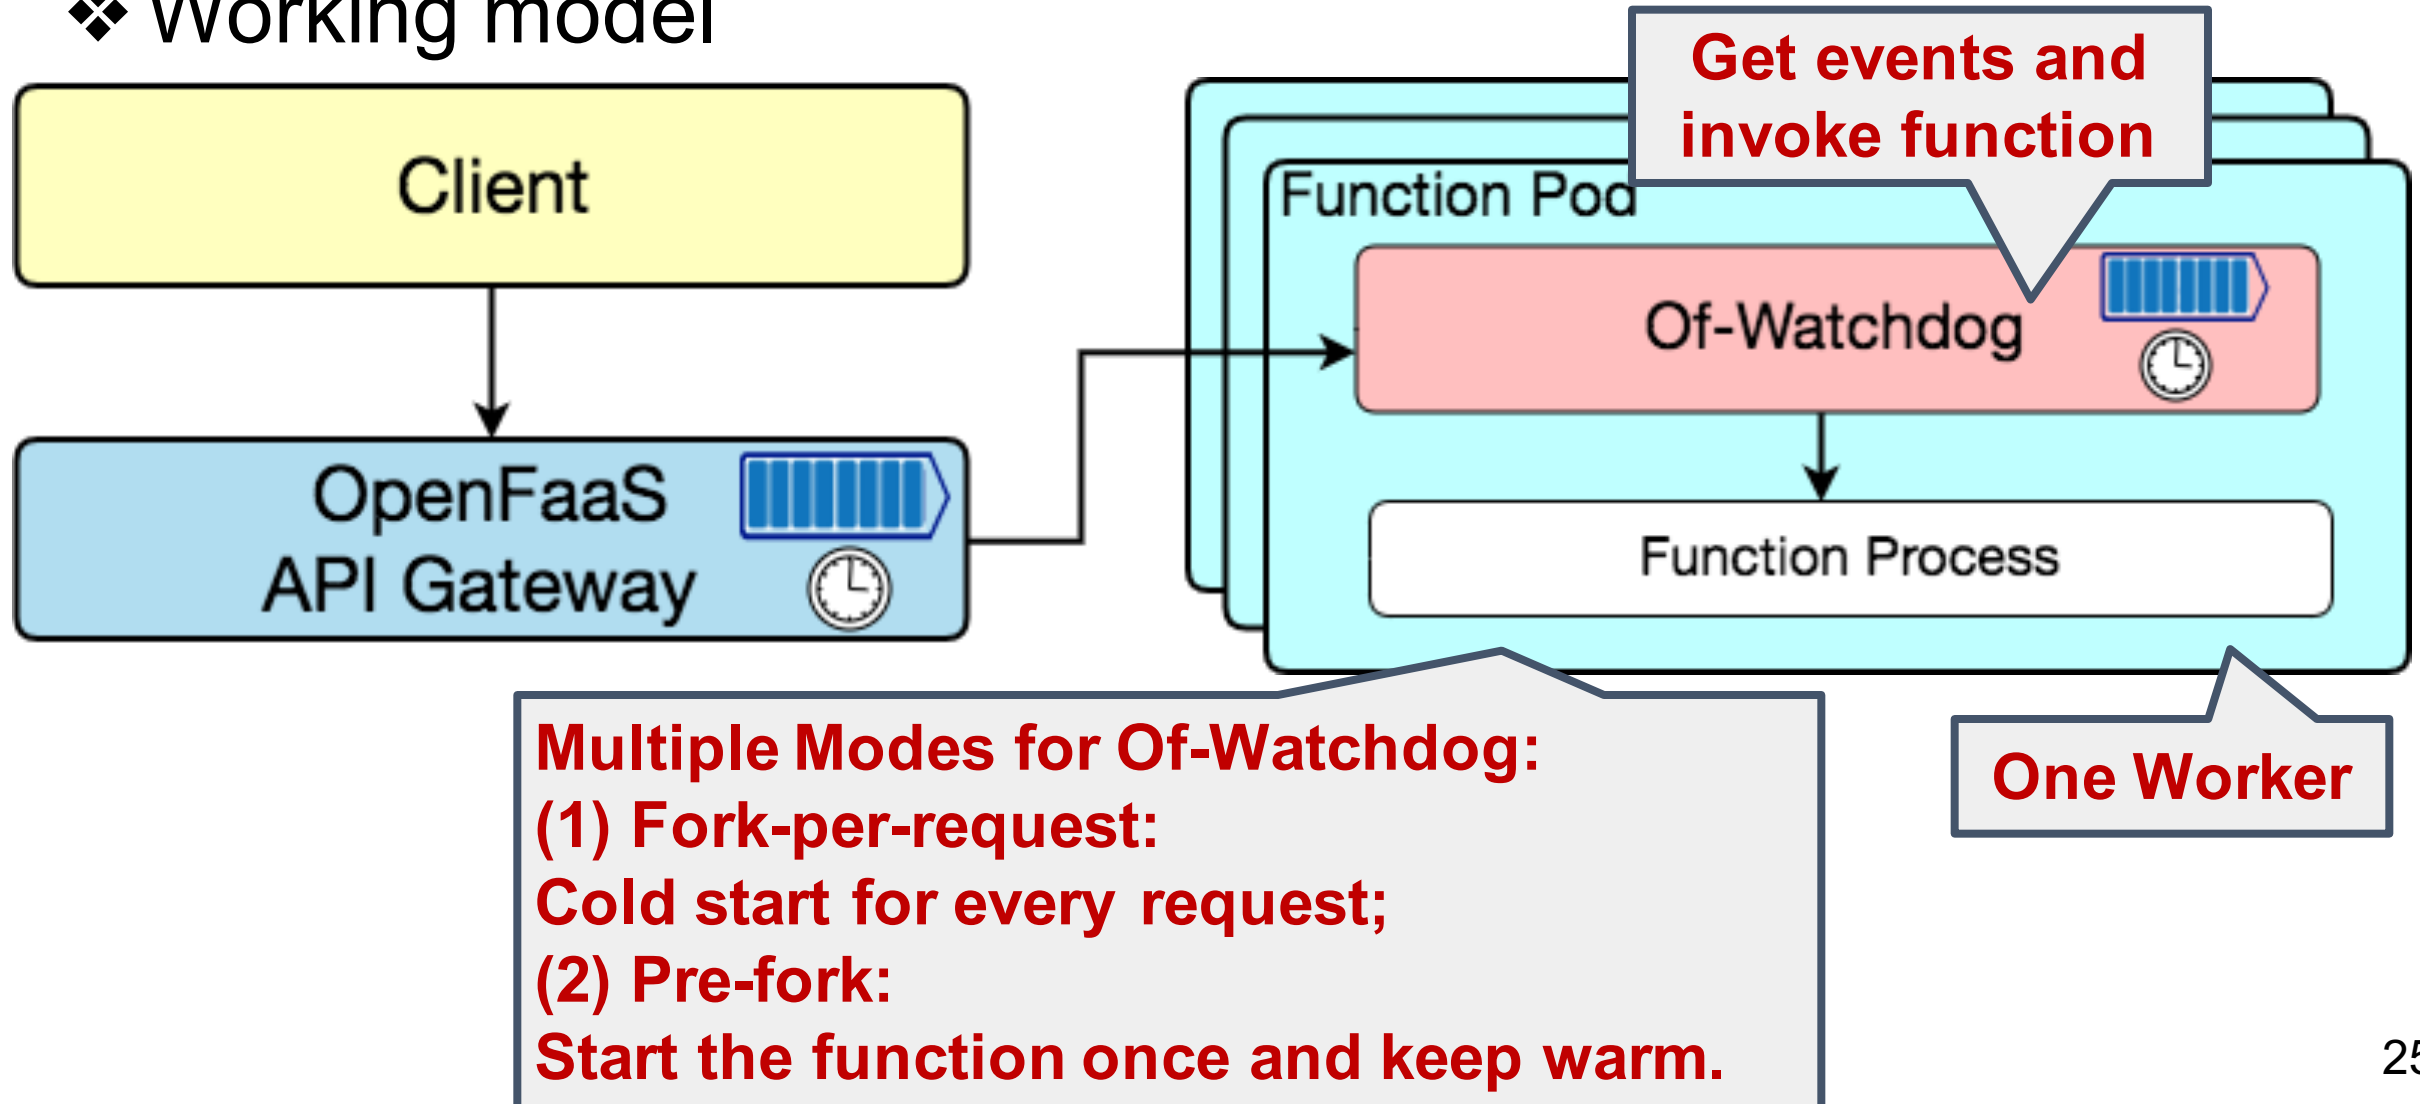 ❖ Working model
Get events and
invoke function
Client
Function Pod
Of-Watchdog
OpenFaaS
API Gateway
Function Process
Multiple Modes for Of-Watchdog:
(1) Fork-per-request:
Cold start for every request;
(2) Pre-fork:
Start the function once and keep warm.
One Worker
25